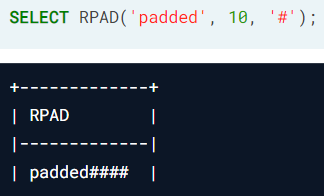 SELECT RPAD('padded', 10, '#');
+-------------+
| RPAD        |
|-------------|
| padded####  |